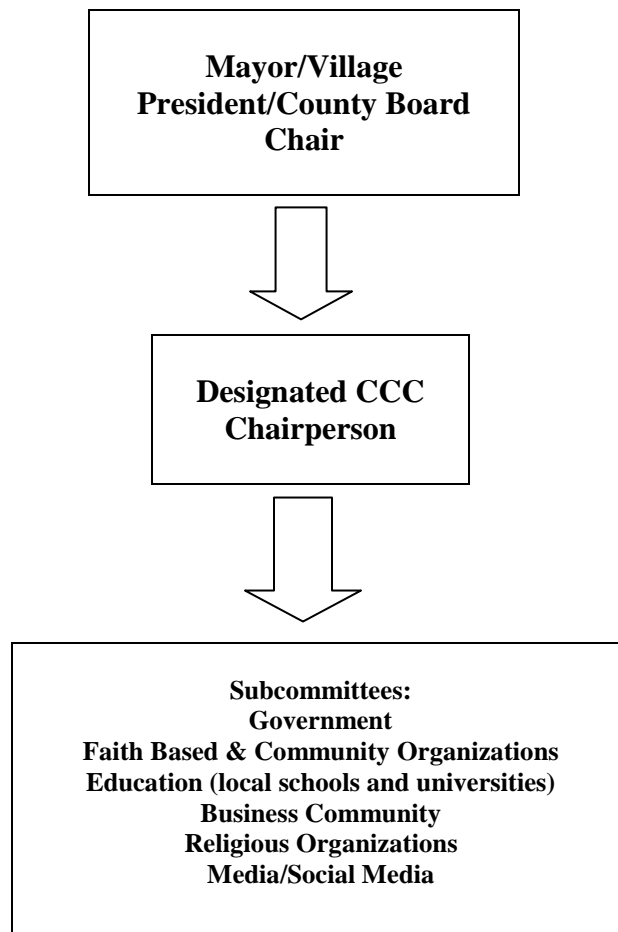 Mayor/Village
President/County Board
Chair
Designated CCC
Chairperson
Subcommittees:
Government
Faith Based & Community Organizations
Education (local schools and universities)
Business Community
Religious Organizations
Media/Social Media